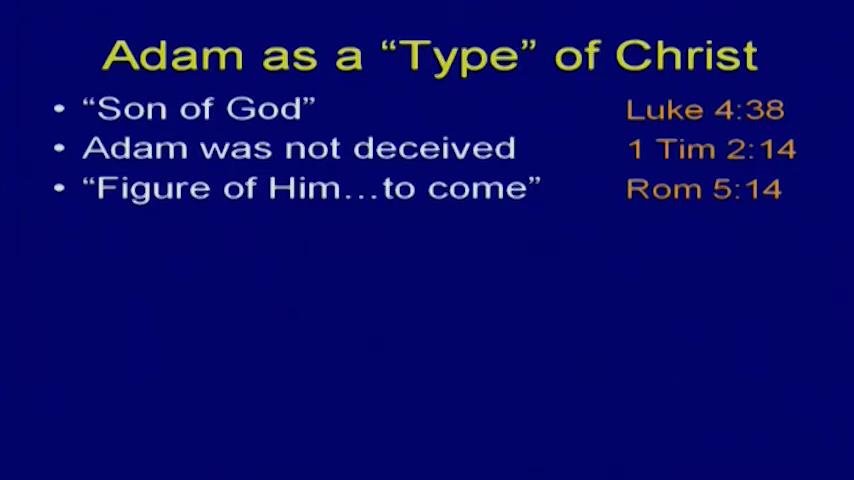 Adam as a “Type” of Christ
• “Son of God” Luke 4:38
• Adam was not deceived 1 Tim 2:14
• “Figure of Him…to come” Rom 5:14